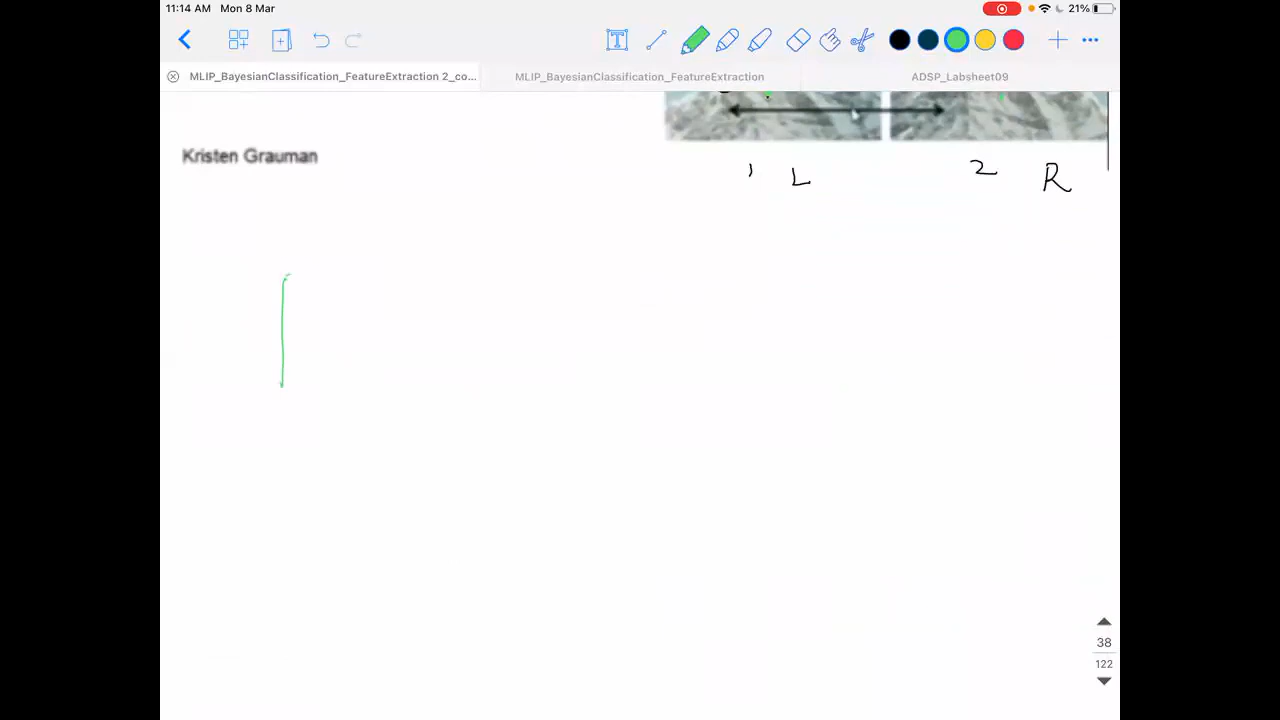 11:14 AM Mon 8 Mar 21%
MLIP_BayesianClassification_FeatureExtraction 2_co... MLIP_BayesianClassification_FeatureExtraction ADSP_Labsheet09
Kristen Grauman
1 L 2 R
38
122